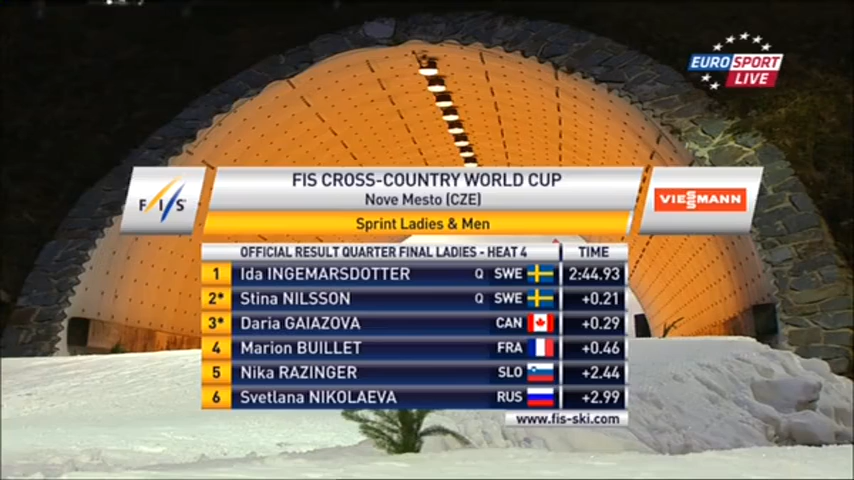 EUROSPORT
LIVE
FIS CROSS-COUNTRY WORLD CUP
FIS
Nove Mesto (CZE)
VIESSMANN
Sprint Ladies & Men
OFFICIAL RESULT QUARTER FINAL LADIES - HEAT 4 TIME
1 Ida INGEMARSDOTTER Q SWE 2:44.93
2* Stina NILSSON Q SWE +0.21
3* Daria GAIAZOVA CAN +0.29
4 Marion BUILLET FRA +0.46
5 Nika RAZINGER SLO +2.44
6 Svetlana NIKOLAEVA RUS +2.99
www.fis-ski.com